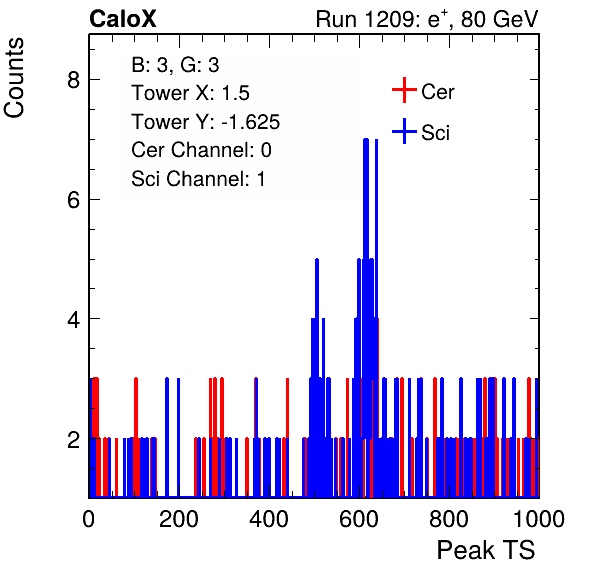 CaloX Run 1209: e+, 80 GeV
Counts
B: 3, G: 3
Tower X: 1.5
Tower Y: -1.625
Cer Channel: 0
Sci Channel: 1
Cer
Sci
8
6
4
2
0 200 400 600 800 1000
Peak TS